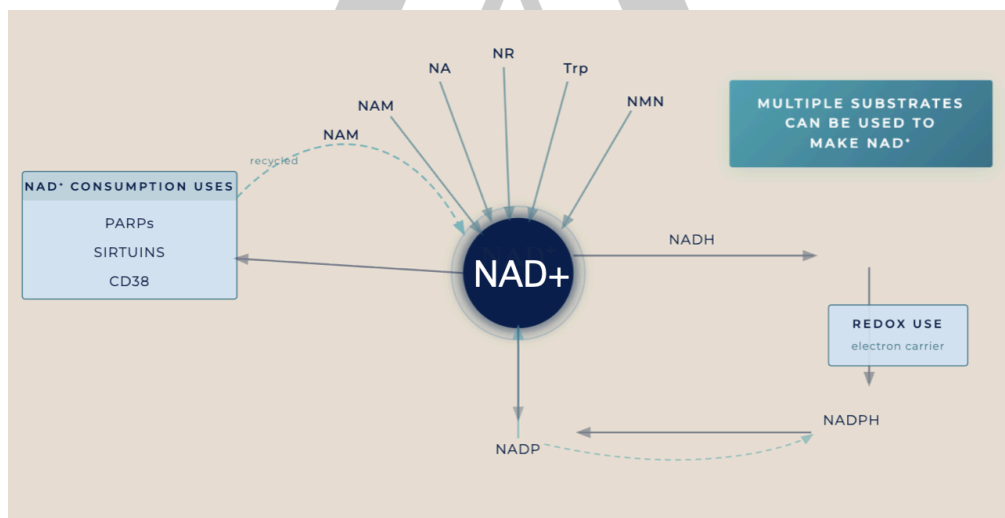 NR
NA
Trp
NAM
NMN
NAM
recycled
MULTIPLE SUBSTRATES
CAN BE USED TO
MAKE NAD⁺
NAD⁺ CONSUMPTION USES
PARPs
SIRTUINS
CD38
NAD+
NADH
REDOX USE
electron carrier
NADPH
NADP